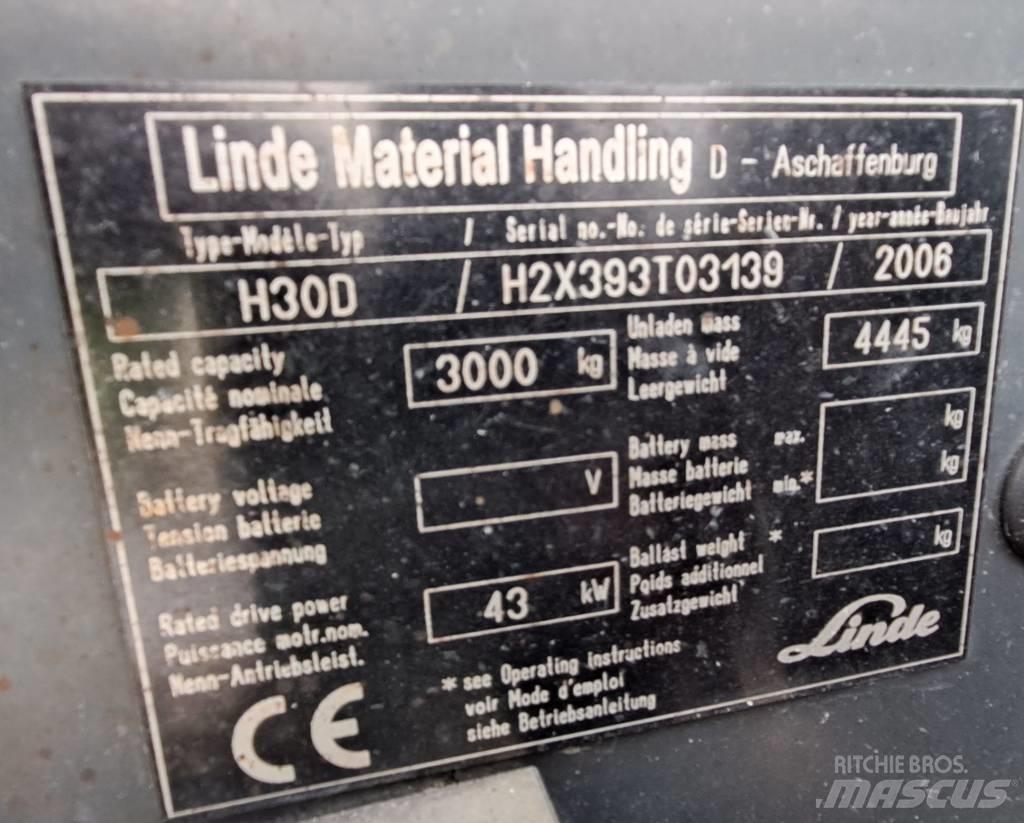 Linde Material Handling D - Aschaffenburg
Type-Modèle-Typ / Serial no.-No. de série-Serien-Nr. / year-année-Baujahr
H30D / H2X393T03139 / 2006
Rated capacity
Capacité nominale
Nenn-Tragfähigkeit
3000 kg
Unladen mass
Masse à vide
Leergewicht
4445 kg
Battery voltage
Tension batterie
Batteriespannung
V
Battery mass max. kg
Masse batterie
Batteriegewicht min.* kg
Rated drive power
Puissance motr.nom.
Nenn-Antriebsleist.
43 kW
Ballast weight *
Poids additionnel
Zusatzgewicht
kg
CE
* see Operating instructions
voir Mode d'emploi
siehe Betriebsanleitung
Linde
RITCHIE BROS.
MASCUS